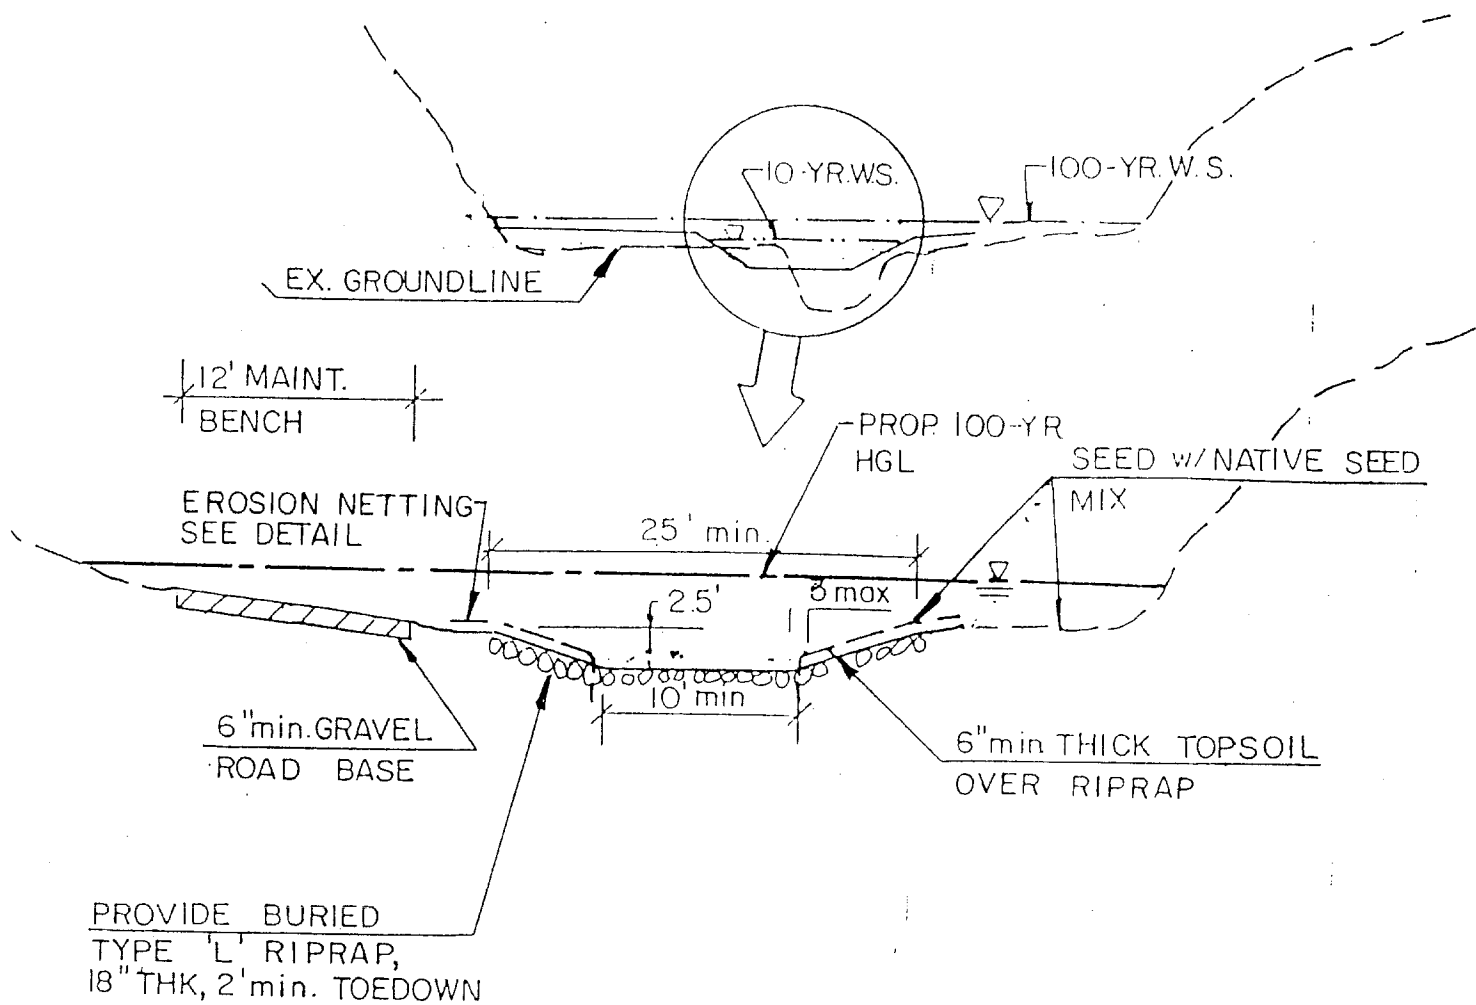 10-YR.W.S.
100-YR.W.S.
EX. GROUNDLINE
12' MAINT.
BENCH
PROP. 100-YR
HGL
SEED w/NATIVE SEED
MIX
EROSION NETTING
SEE DETAIL
25' min.
2.5'
3 max
10' min
6" min. GRAVEL
ROAD BASE
6" min THICK TOPSOIL
OVER RIPRAP
PROVIDE BURIED
TYPE 'L' RIPRAP,
18" THK, 2' min. TOEDOWN